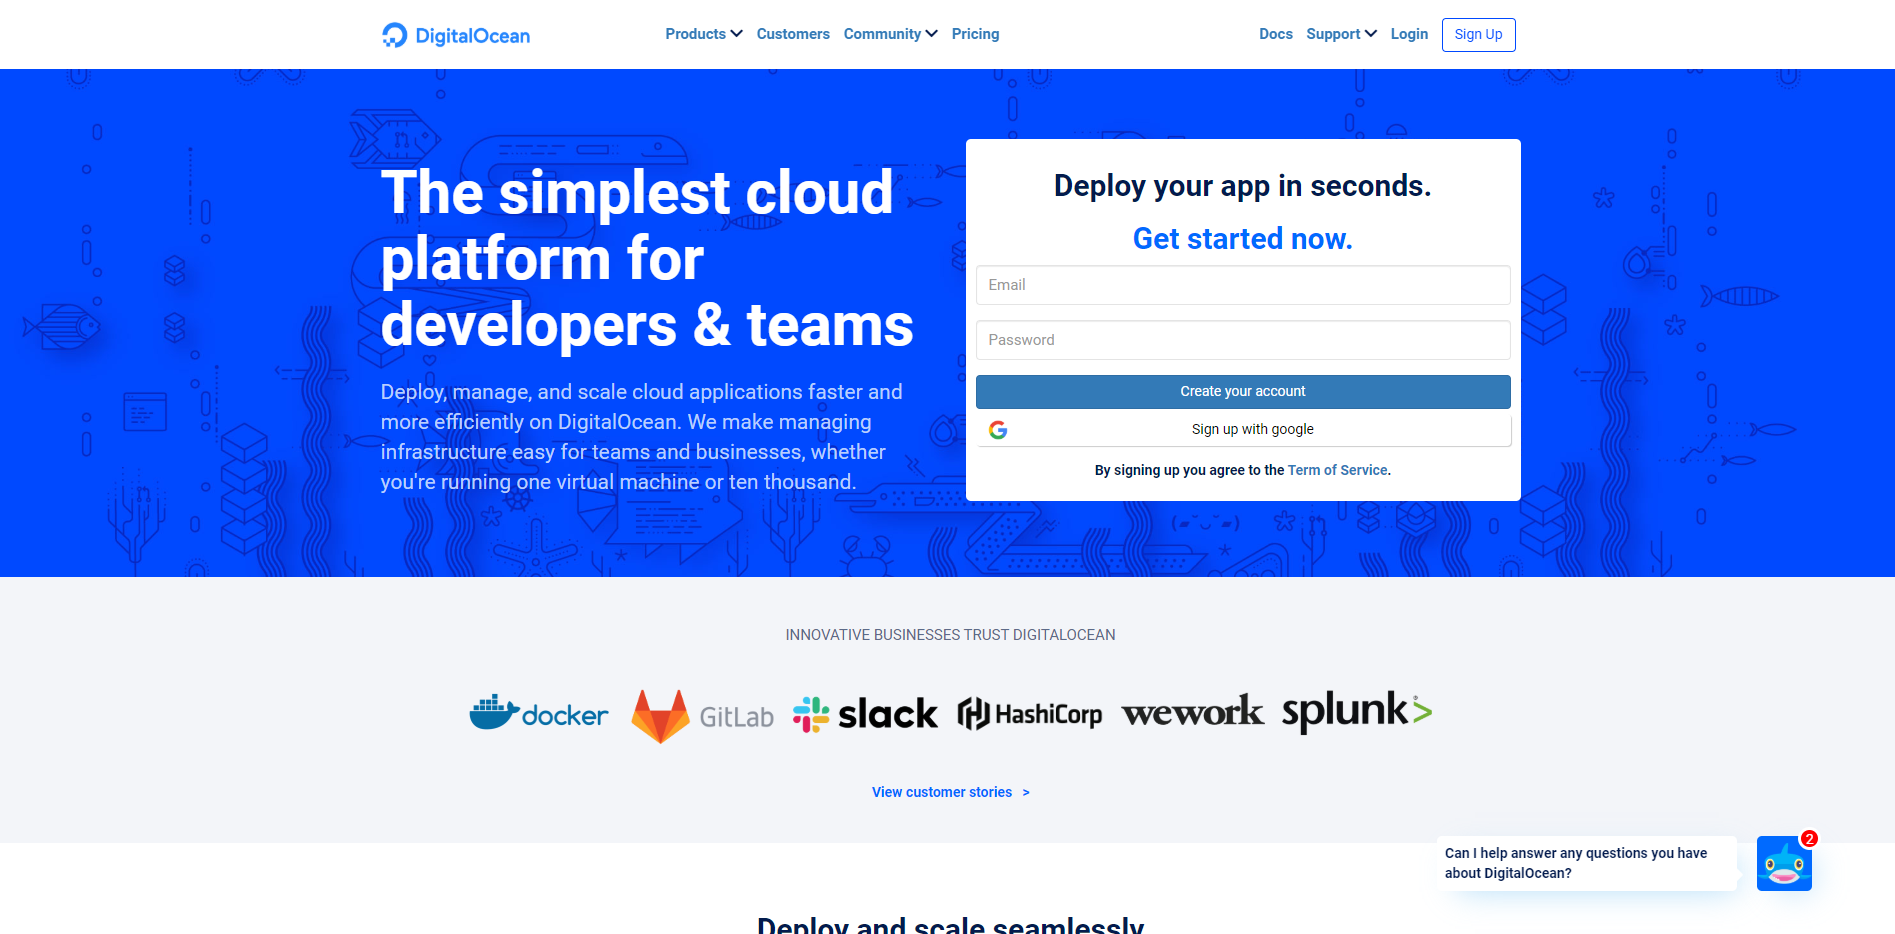 DigitalOcean
Products Customers Community Pricing
Docs Support Login Sign Up
The simplest cloud
platform for
developers & teams
Deploy, manage, and scale cloud applications faster and
more efficiently on DigitalOcean. We make managing
infrastructure easy for teams and businesses, whether
you're running one virtual machine or ten thousand.
Deploy your app in seconds.
Get started now.
Email
Password
Create your account
Sign up with google
By signing up you agree to the Term of Service.
INNOVATIVE BUSINESSES TRUST DIGITALOCEAN
docker GitLab slack HashiCorp wework splunk>
View customer stories >
Can I help answer any questions you have
about DigitalOcean?
2
Deploy and scale seamlessly